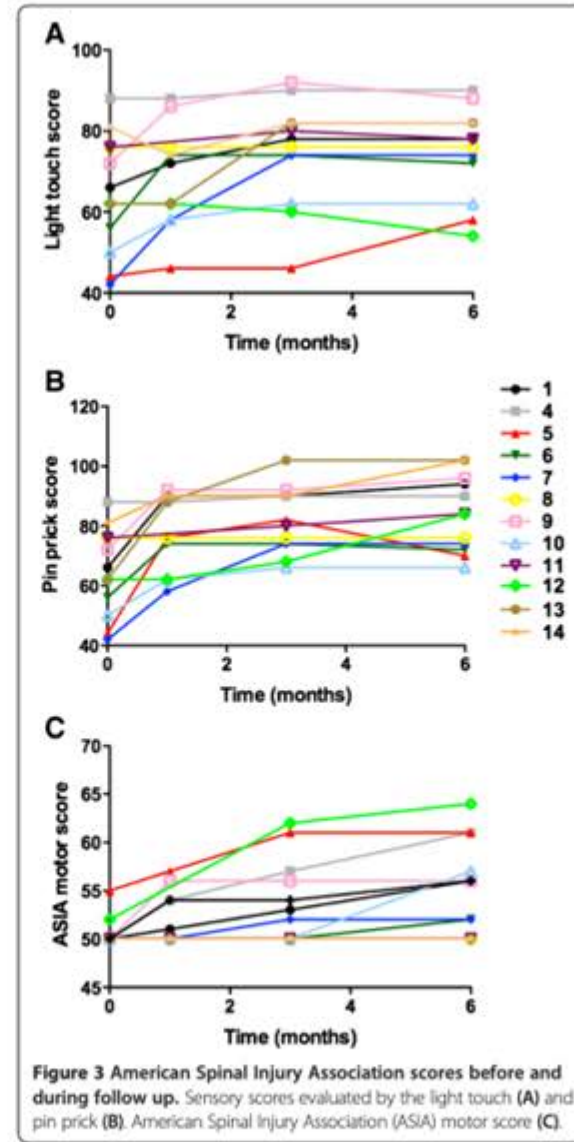 A
100
80
60
40
Light touch score
0 2 4 6
Time (months)
B
120
100
80
60
40
Pin prick score
0 2 4 6
Time (months)
1
4
5
6
7
8
9
10
11
12
13
14
C
70
65
60
55
50
45
ASIA motor score
0 2 4 6
Time (months)
Figure 3 American Spinal Injury Association scores before and
during follow up. Sensory scores evaluated by the light touch (A) and
pin prick (B). American Spinal Injury Association (ASIA) motor score (C).